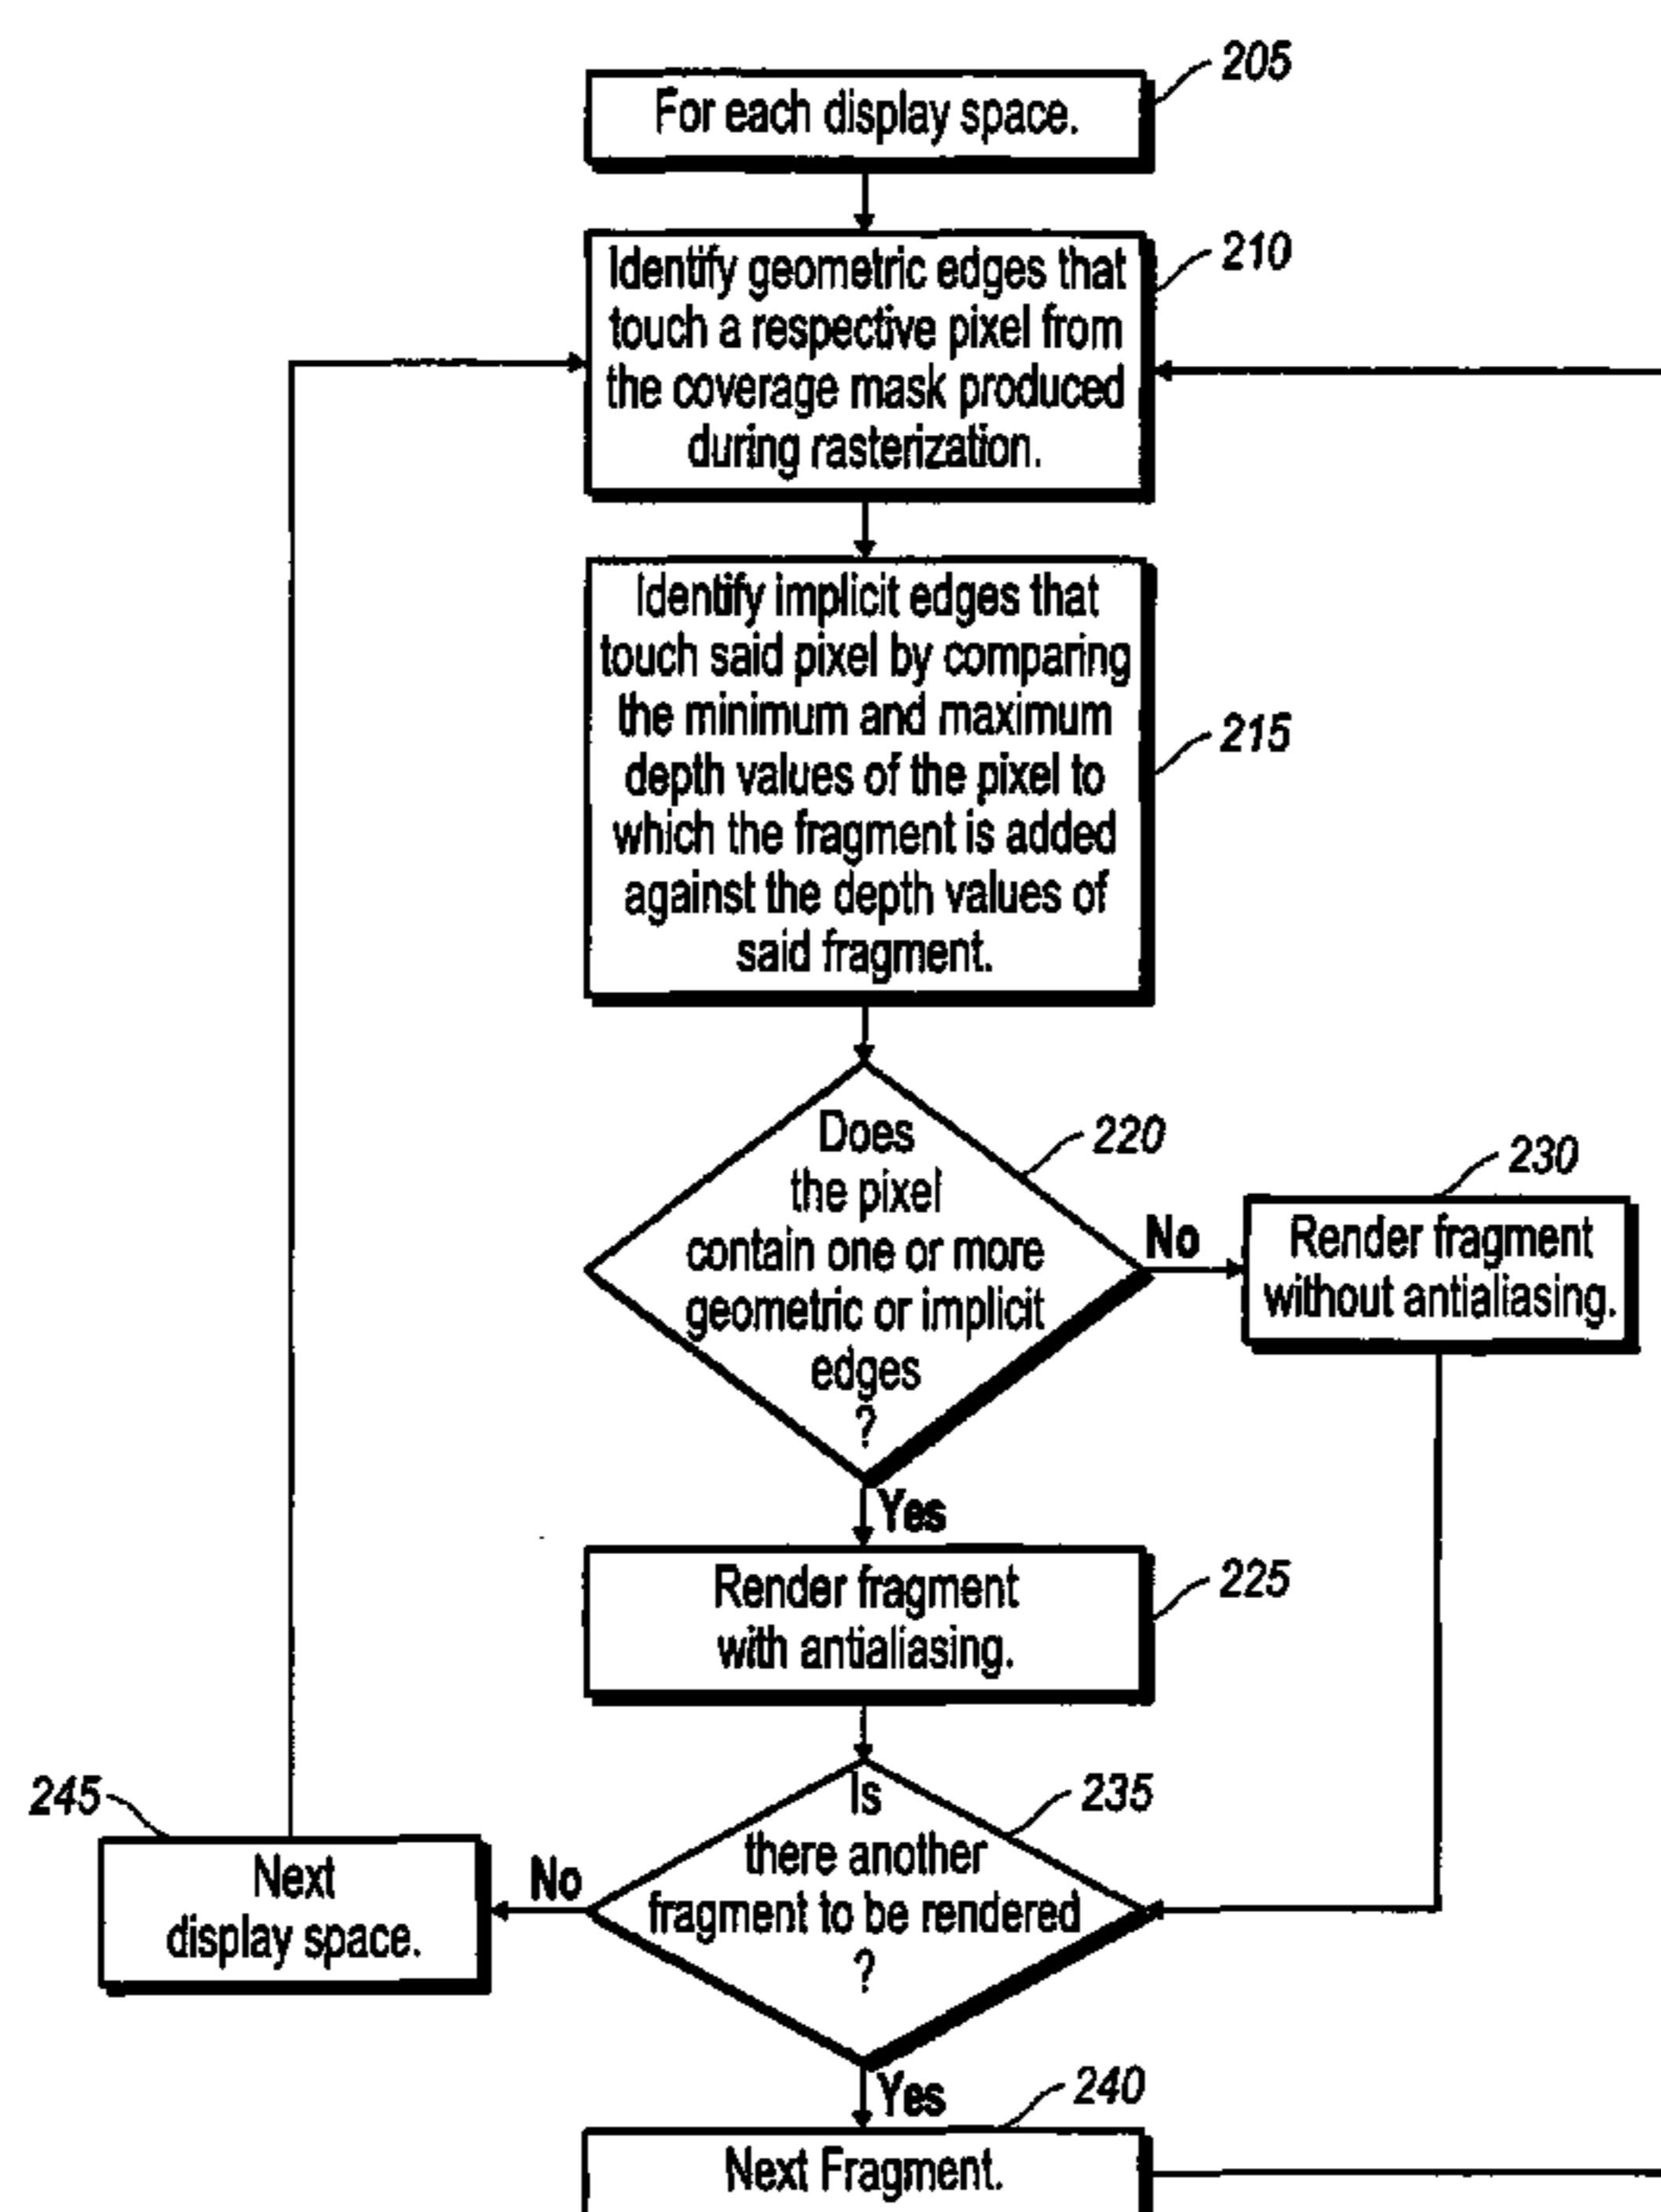 205
For each display space.
210
Identify geometric edges that
touch a respective pixel from
the coverage mask produced
during rasterization.
215
Identify implicit edges that
touch said pixel by comparing
the minimum and maximum
depth values of the pixel to
which the fragment is added
against the depth values of
said fragment.
220
Does
the pixel
contain one or more
geometric or implicit
edges
?
No
230
Render fragment
without antialiasing.
Yes
225
Render fragment
with antialiasing.
235
Is
there another
fragment to be rendered
?
No
245
Next
display space.
Yes
240
Next Fragment.